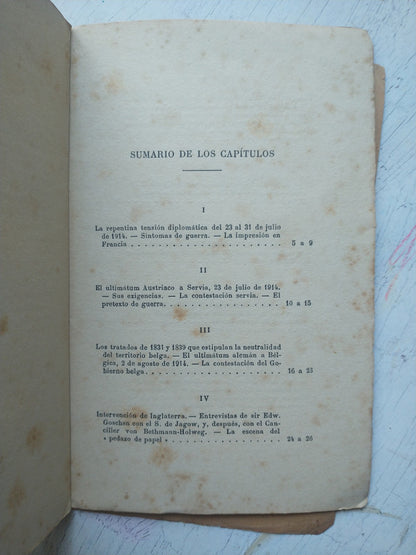 SUMARIO DE LOS CAPÍTULOS
I
La repentina tensión diplomática del 23 al 31 de julio
de 1914. — Síntomas de guerra. — La impresión en
Francia . . . . . . . . . . . . . . . . . . . . . . 5 a 9
II
El ultimátum Austriaco a Servia, 23 de julio de 1914.
— Sus exigencias. — La contestación servia. — El
pretexto de guerra. . . . . . . . . . . . . . . . . 10 a 15
III
Los tratados de 1831 y 1839 que estipulan la neutralidad
del territorio belga. — El ultimátum alemán a Bél-
gica, 2 de agosto de 1914. — La contestación del Go-
bierno belga. . . . . . . . . . . . . . . . . . . . 16 a 23
IV
Intervención de Inglaterra. — Entrevistas de sir Edw.
Goschen con el S. de Jagow, y, después, con el Can-
ciller von Bethmann-Holweg. — La escena del
« pedazo de papel » . . . . . . . . . . . . . . . . 24 a 26